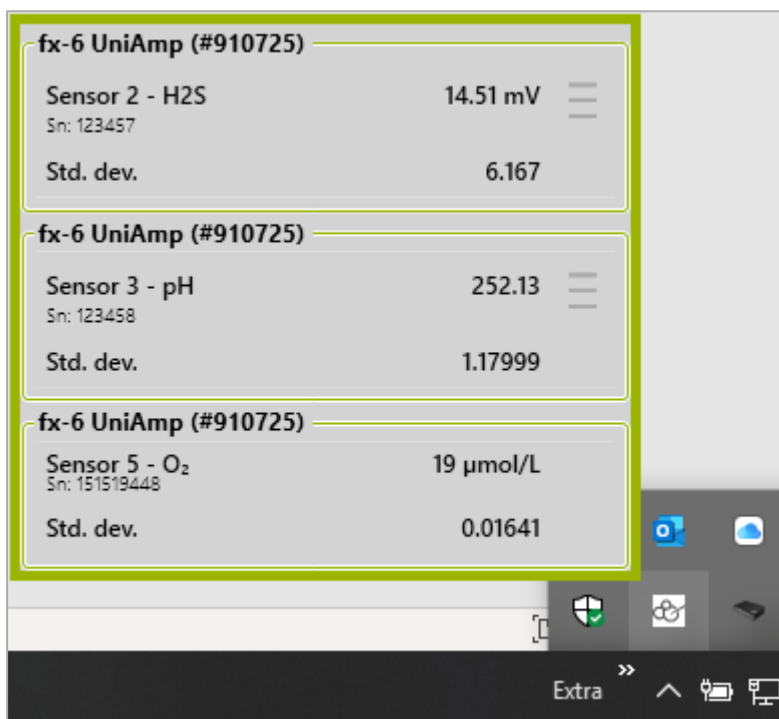 fx-6 UniAmp (#910725)
Sensor 2 - H2S 14.51 mV
Sn: 123457
Std. dev. 6.167
fx-6 UniAmp (#910725)
Sensor 3 - pH 252.13
Sn: 123458
Std. dev. 1.17999
fx-6 UniAmp (#910725)
Sensor 5 - O₂ 19 µmol/L
Sn: 151519448
Std. dev. 0.01641
Extra